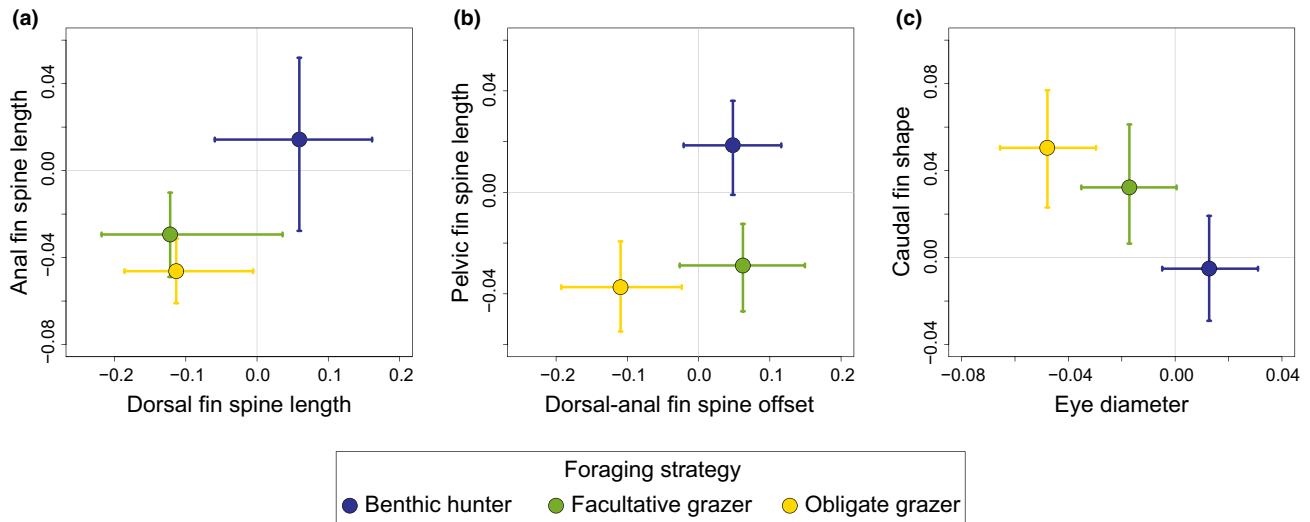 (a)
Anal fin spine length
0.04
0.00
−0.04
−0.08
−0.2
−0.1
0.0
0.1
0.2
Dorsal fin spine length
(b)
Pelvic fin spine length
0.04
0.00
−0.04
−0.2
−0.1
0.0
0.1
0.2
Dorsal-anal fin spine offset
(c)
Caudal fin shape
0.08
0.04
0.00
−0.04
−0.08
−0.04
0.00
0.04
Eye diameter
Foraging strategy
Benthic hunter
Facultative grazer
Obligate grazer